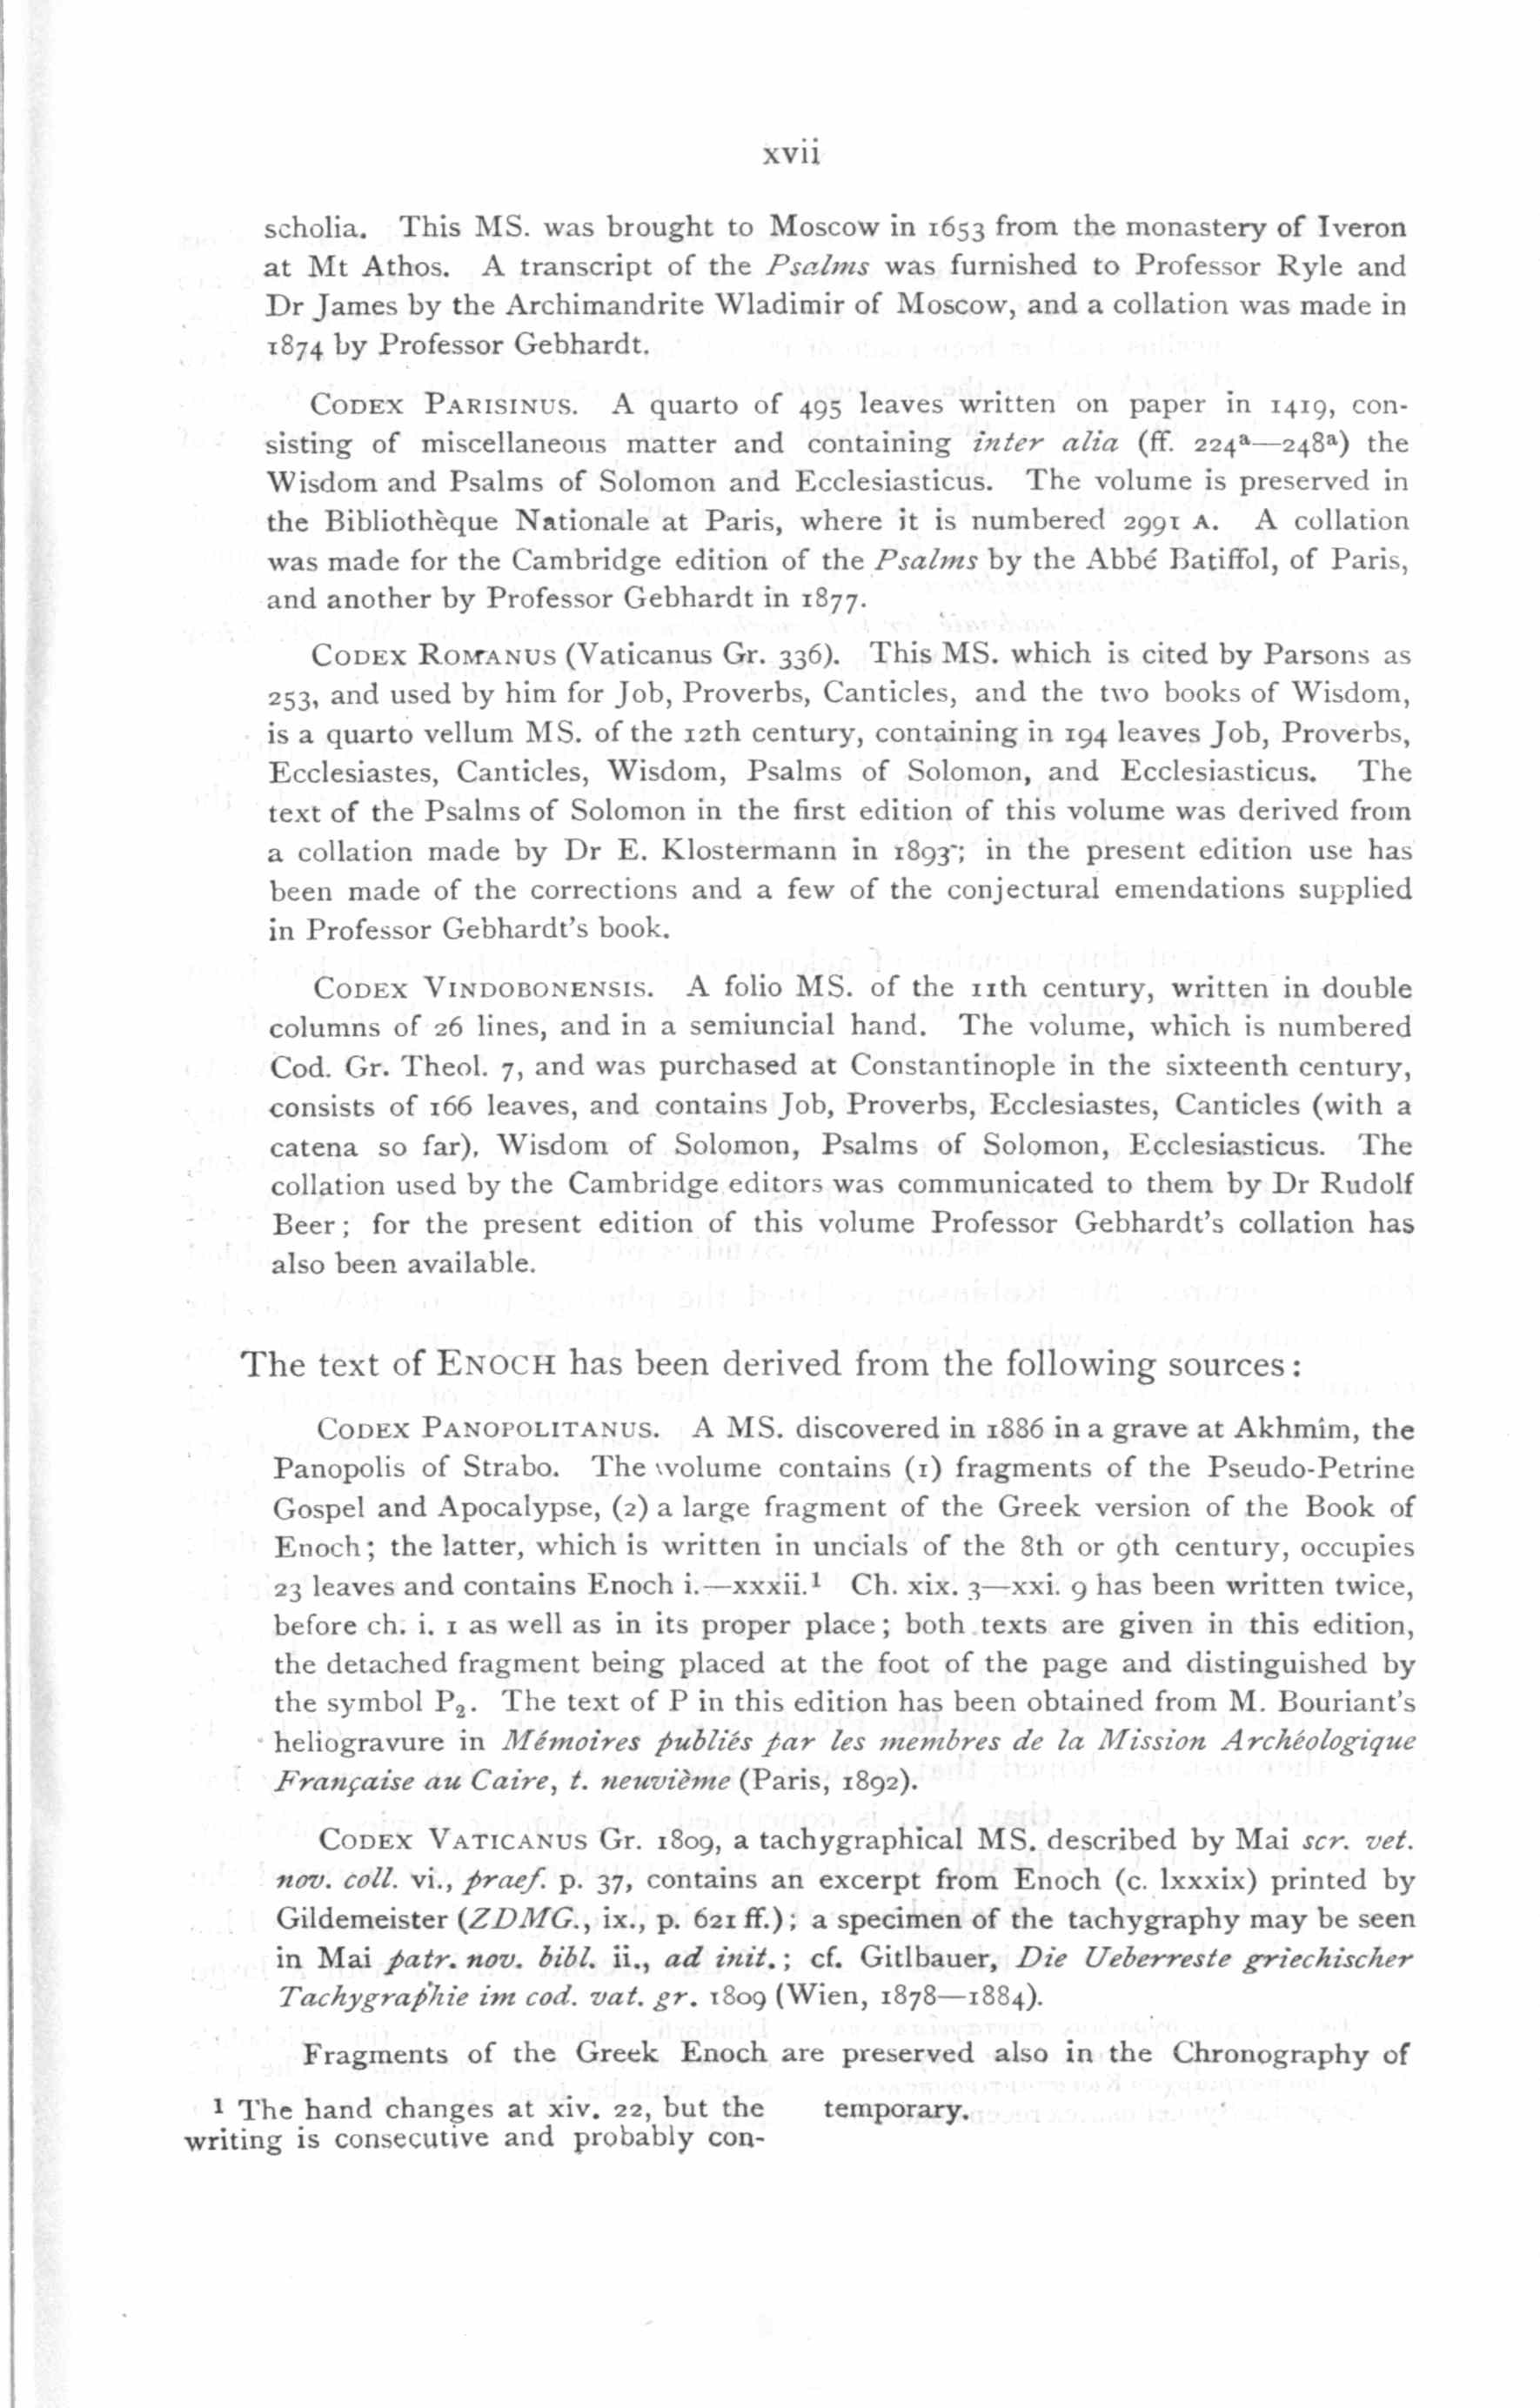 xvii
scholia. This MS. was brought to Moscow in 1653 from the monastery of Iveron
at Mt Athos. A transcript of the Psalms was furnished to Professor Ryle and
Dr James by the Archimandrite Wladimir of Moscow, and a collation was made in
1874 by Professor Gebhardt.
CODEX PARISINUS. A quarto of 495 leaves written on paper in 1419, con-
sisting of miscellaneous matter and containing inter alia (ff. 224ª—248ª) the
Wisdom and Psalms of Solomon and Ecclesiasticus. The volume is preserved in
the Bibliothèque Nationale at Paris, where it is numbered 2991 A. A collation
was made for the Cambridge edition of the Psalms by the Abbé Batiffol, of Paris,
and another by Professor Gebhardt in 1877.
CODEX ROMANUS (Vaticanus Gr. 336). This MS. which is cited by Parsons as
253, and used by him for Job, Proverbs, Canticles, and the two books of Wisdom,
is a quarto vellum MS. of the 12th century, containing in 194 leaves Job, Proverbs,
Ecclesiastes, Canticles, Wisdom, Psalms of Solomon, and Ecclesiasticus. The
text of the Psalms of Solomon in the first edition of this volume was derived from
a collation made by Dr E. Klostermann in 1893; in the present edition use has
been made of the corrections and a few of the conjectural emendations supplied
in Professor Gebhardt's book.
CODEX VINDOBONENSIS. A folio MS. of the 11th century, written in double
columns of 26 lines, and in a semiuncial hand. The volume, which is numbered
Cod. Gr. Theol. 7, and was purchased at Constantinople in the sixteenth century,
consists of 166 leaves, and contains Job, Proverbs, Ecclesiastes, Canticles (with a
catena so far), Wisdom of Solomon, Psalms of Solomon, Ecclesiasticus. The
collation used by the Cambridge editors was communicated to them by Dr Rudolf
Beer; for the present edition of this volume Professor Gebhardt's collation has
also been available.
The text of ENOCH has been derived from the following sources:
CODEX PANOPOLITANUS. A MS. discovered in 1886 in a grave at Akhmîm, the
Panopolis of Strabo. The volume contains (1) fragments of the Pseudo-Petrine
Gospel and Apocalypse, (2) a large fragment of the Greek version of the Book of
Enoch; the latter, which is written in uncials of the 8th or 9th century, occupies
23 leaves and contains Enoch i.—xxxii.¹ Ch. xix. 3—xxi. 9 has been written twice,
before ch. i. 1 as well as in its proper place; both texts are given in this edition,
the detached fragment being placed at the foot of the page and distinguished by
the symbol P₂. The text of P in this edition has been obtained from M. Bouriant's
heliogravure in Mémoires publiés par les membres de la Mission Archéologique
Française au Caire, t. neuvième (Paris, 1892).
CODEX VATICANUS Gr. 1809, a tachygraphical MS. described by Mai scr. vet.
nov. coll. vi., praef. p. 37, contains an excerpt from Enoch (c. lxxxix) printed by
Gildemeister (ZDMG., ix., p. 621 ff.); a specimen of the tachygraphy may be seen
in Mai patr. nov. bibl. ii., ad init.; cf. Gitlbauer, Die Ueberreste griechischer
Tachygraphie im cod. vat. gr. 1809 (Wien, 1878—1884).
Fragments of the Greek Enoch are preserved also in the Chronography of
¹ The hand changes at xiv. 22, but the
writing is consecutive and probably con-
temporary.